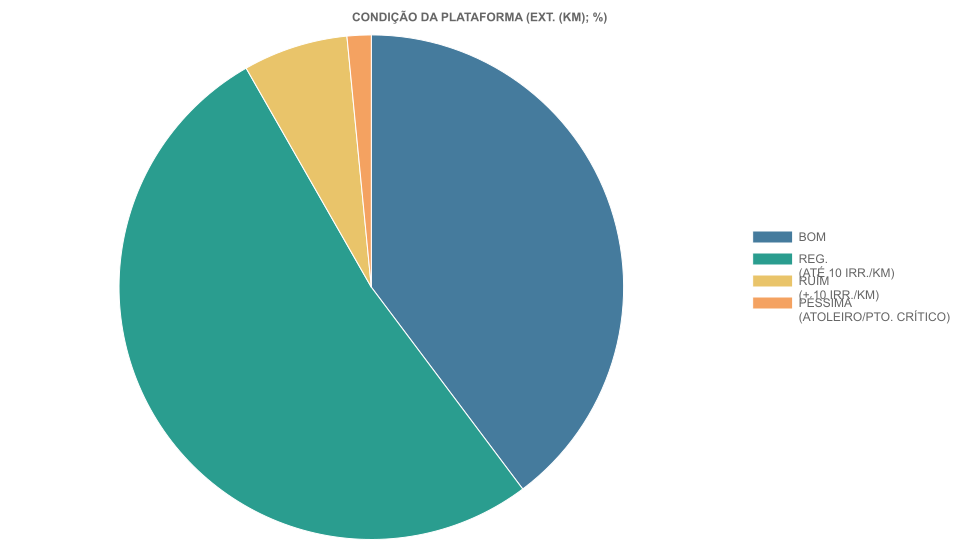 CONDIÇÃO DA PLATAFORMA (EXT. (KM); %)
BOM
REG.
(ATÉ 10 IRR./KM)
RUIM
(+ 10 IRR./KM)
PÉSSIMA
(ATOLEIRO/PTO. CRÍTICO)